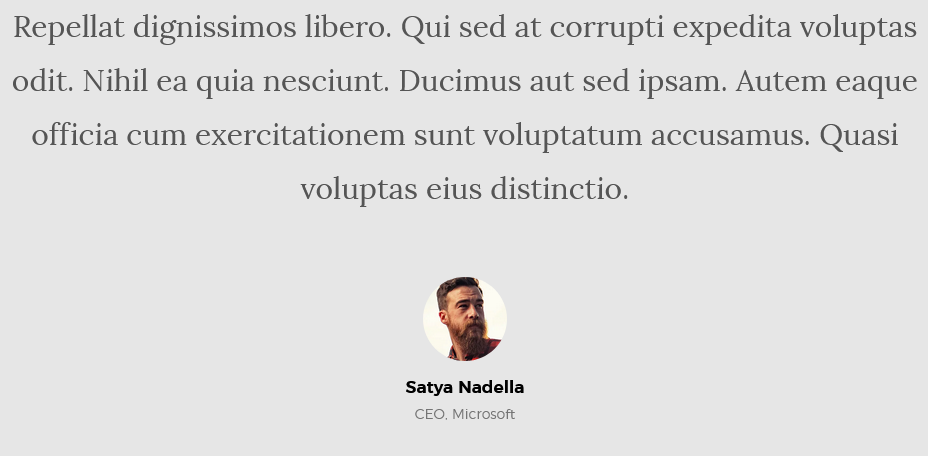 Repellat dignissimos libero. Qui sed at corrupti expedita voluptas
odit. Nihil ea quia nesciunt. Ducimus aut sed ipsam. Autem eaque
officia cum exercitationem sunt voluptatum accusamus. Quasi
voluptas eius distinctio.
Satya Nadella
CEO, Microsoft